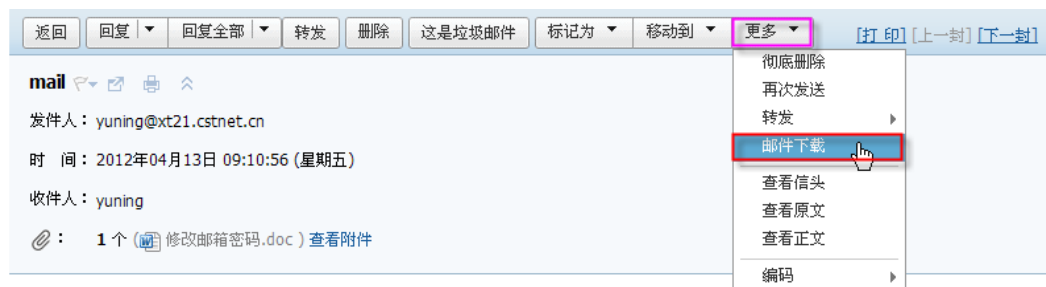 返回 回复 回复全部 转发 删除 这是垃圾邮件 标记为 移动到 更多 [打 印] [上一封] [下一封]
彻底删除
mail
再次发送
发件人：yuning@xt21.cstnet.cn
转发
邮件下载
时 间：2012年04月13日 09:10:56 (星期五)
查看信头
收件人：yuning
查看原文
：1 个 (修改邮箱密码.doc ) 查看附件
查看正文
编码